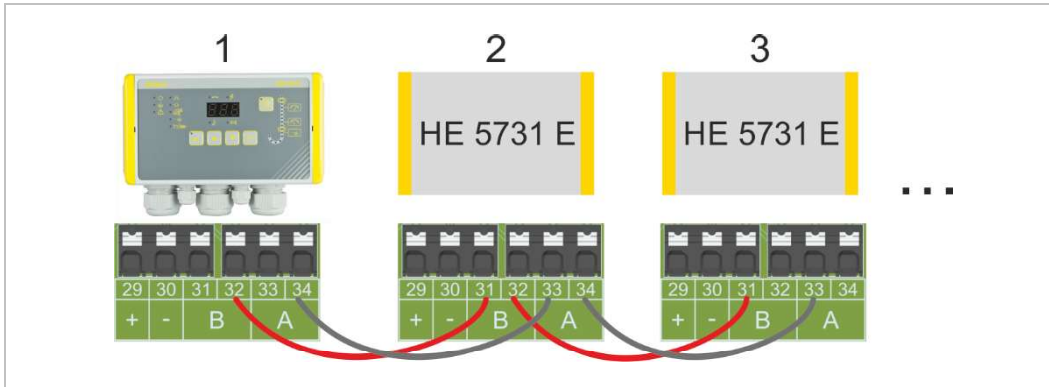 1 2 3
HE 5731 E HE 5731 E
...
29 30 31 32 33 34 29 30 31 32 33 34 29 30 31 32 33 34
+ - B A + - B A + - B A